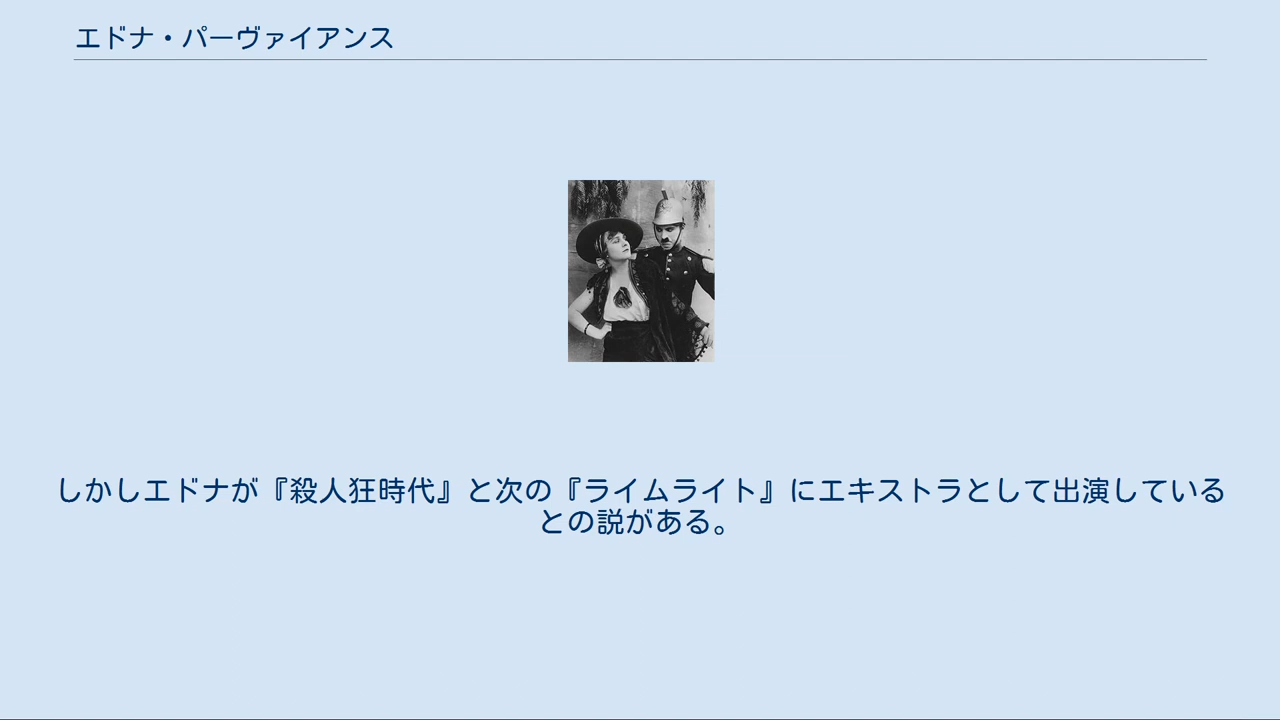 エドナ・パーヴァイアンス
しかしエドナが『殺人狂時代』と次の『ライムライト』にエキストラとして出演している
との説がある。